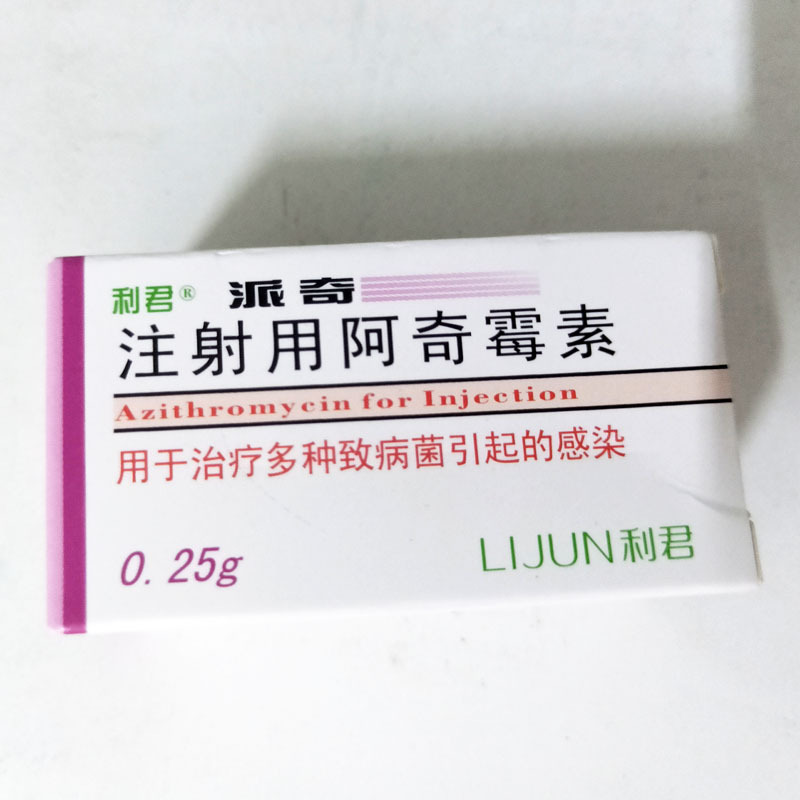 利君® 派奇
注射用阿奇霉素
Azithromycin for Injection
用于治疗多种致病菌引起的感染
0.25g
LIJUN利君